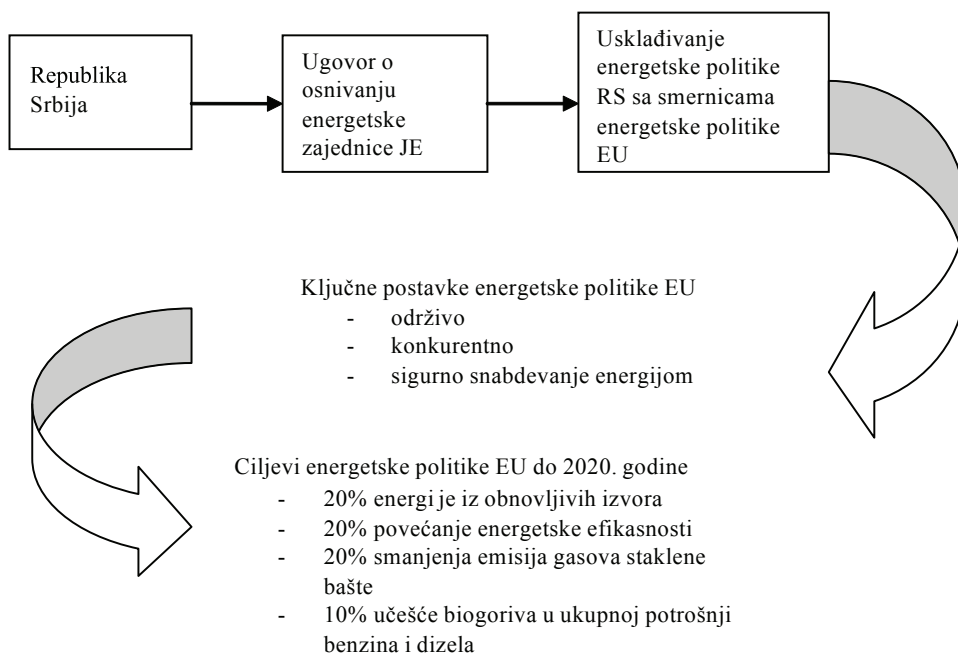 Republika
Srbija
Ugovor o
osnivanju
energetske
zajednice JE
Usklađivanje
energetske politike
RS sa smernicama
energetske politike
EU
Ključne postavke energetske politike EU
- održivo
- konkurentno
- sigurno snabdevanje energijom
Ciljevi energetske politike EU do 2020. godine
- 20% energije iz obnovljivih izvora
- 20% povećanje energetske efikasnosti
- 20% smanjenja emisija gasova staklene
bašte
- 10% učešće biogoriva u ukupnoj potrošnji
benzina i dizela